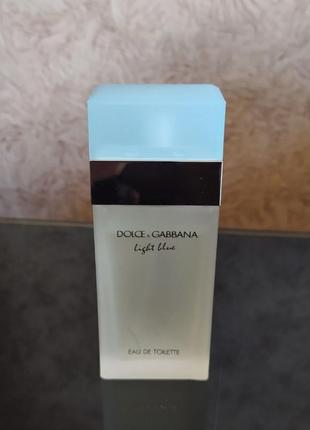 DOLCE & GABBANA
light blue
EAU DE TOILETTE